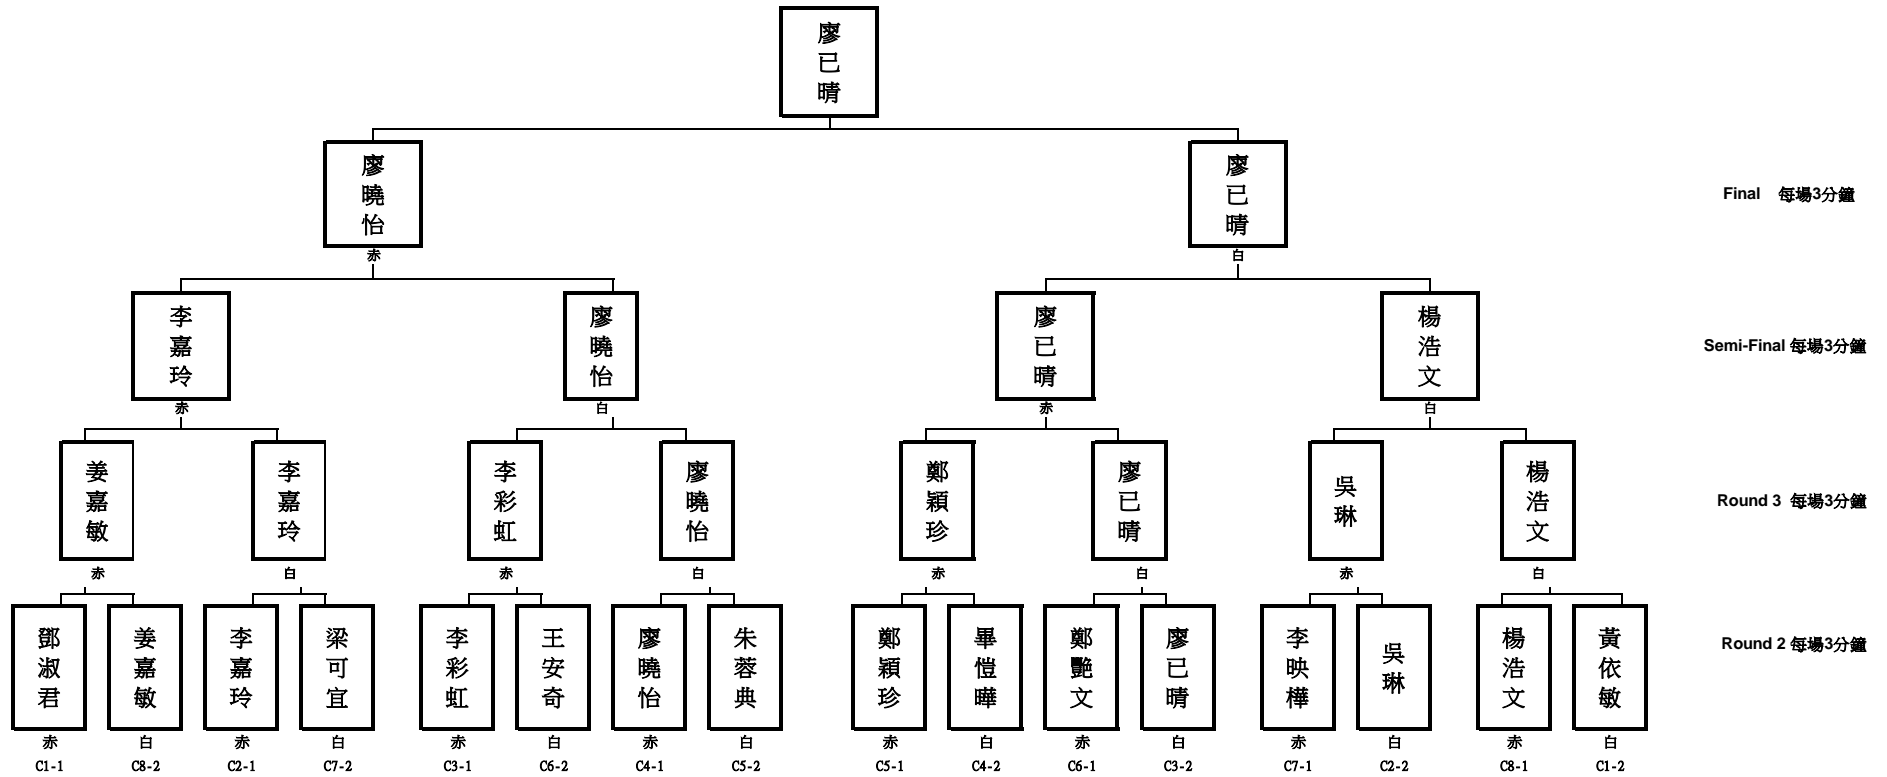 廖已晴
廖曉怡
廖已晴
Final 每場3分鐘
赤
白
李嘉玲
廖曉怡
廖已晴
楊浩文
Semi-Final 每場3分鐘
赤
白
赤
白
姜嘉敏
李嘉玲
李彩虹
廖曉怡
鄭穎珍
廖已晴
吳琳
楊浩文
Round 3 每場3分鐘
赤
白
赤
白
赤
白
赤
白
鄧淑君
姜嘉敏
李嘉玲
梁可宜
李彩虹
王安奇
廖曉怡
朱蓉典
鄭穎珍
畢愷曄
鄭艷文
廖已晴
李映樺
吳琳
楊浩文
黃依敏
Round 2 每場3分鐘
赤
白
赤
白
赤
白
赤
白
赤
白
赤
白
赤
白
赤
白
C1-1
C8-2
C2-1
C7-2
C3-1
C6-2
C4-1
C5-2
C5-1
C4-2
C6-1
C3-2
C7-1
C2-2
C8-1
C1-2